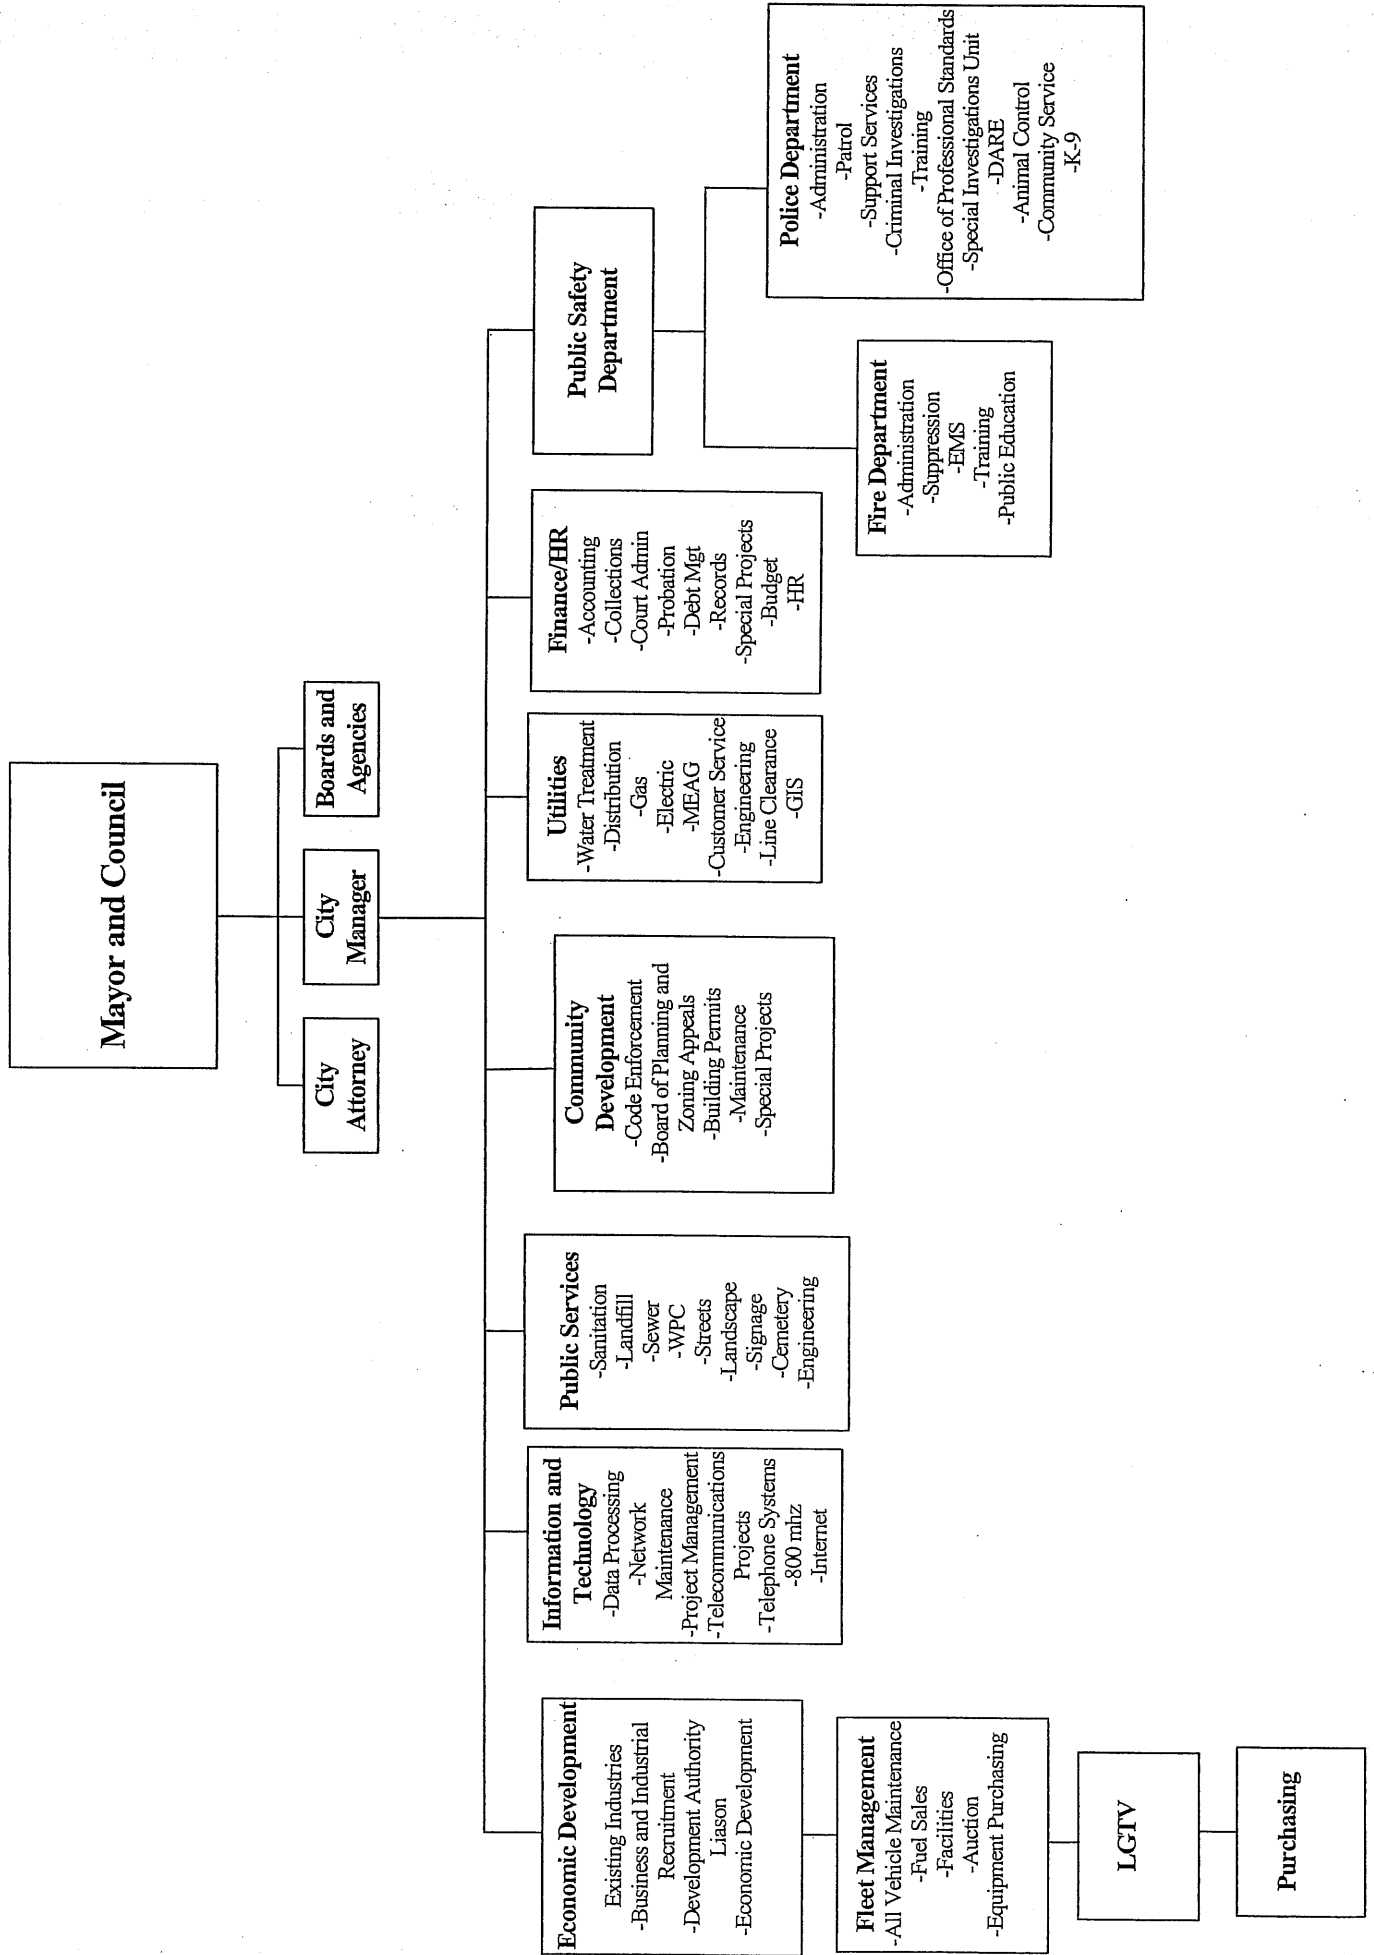 Mayor and Council
City
Attorney
City
Manager
Boards and
Agencies
Economic Development
Existing Industries
-Business and Industrial
Recruitment
-Development Authority
Liason
-Economic Development
Fleet Management
-All Vehicle Maintenance
-Fuel Sales
-Facilities
-Auction
-Equipment Purchasing
LGTV
Purchasing
Information and
Technology
-Data Processing
-Network
Maintenance
-Project Management
-Telecommunications
Projects
-Telephone Systems
-800 mhz
-Internet
Public Services
-Sanitation
-Landfill
-Sewer
-WPC
-Streets
-Landscape
-Signage
-Cemetery
-Engineering
Community
Development
-Code Enforcement
-Board of Planning and
Zoning Appeals
-Building Permits
-Maintenance
-Special Projects
Utilities
-Water Treatment
-Distribution
-Gas
-Electric
-MEAG
-Customer Service
-Engineering
-Line Clearance
-GIS
Finance/HR
-Accounting
-Collections
-Court Admin
-Probation
-Debt Mgt
-Records
-Special Projects
-Budget
-HR
Public Safety
Department
Fire Department
-Administration
-Suppression
-EMS
-Training
-Public Education
Police Department
-Administration
-Patrol
-Support Services
-Criminal Investigations
-Training
-Office of Professional Standards
-Special Investigations Unit
-DARE
-Animal Control
-Community Service
-K-9